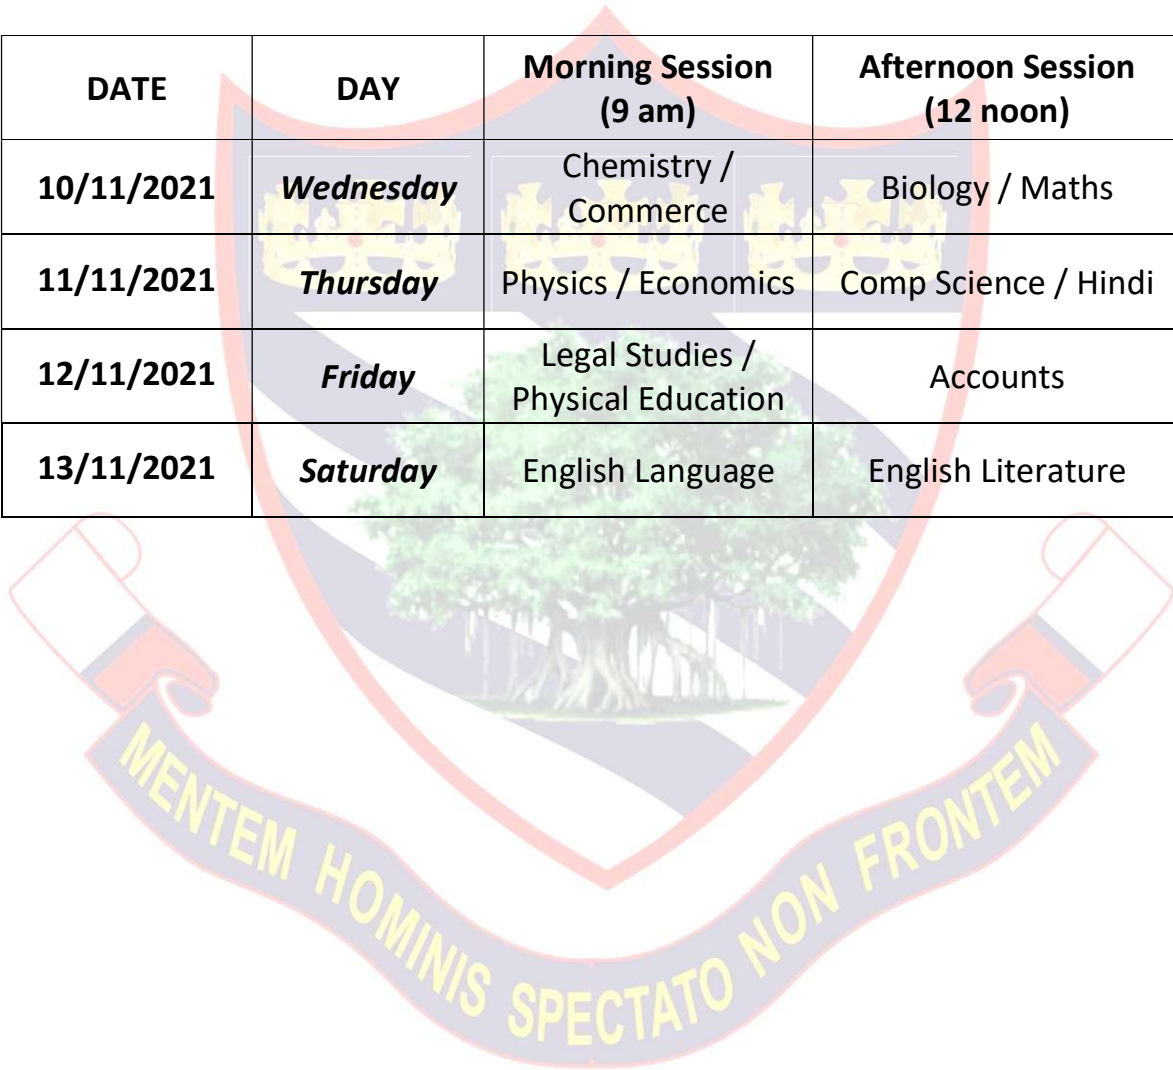 DATE DAY Morning Session (9 am) Afternoon Session (12 noon)
10/11/2021 Wednesday Chemistry / Commerce Biology / Maths
11/11/2021 Thursday Physics / Economics Comp Science / Hindi
12/11/2021 Friday Legal Studies / Physical Education Accounts
13/11/2021 Saturday English Language English Literature
MENTEM HOMINIS SPECTATO NON FRONTEM